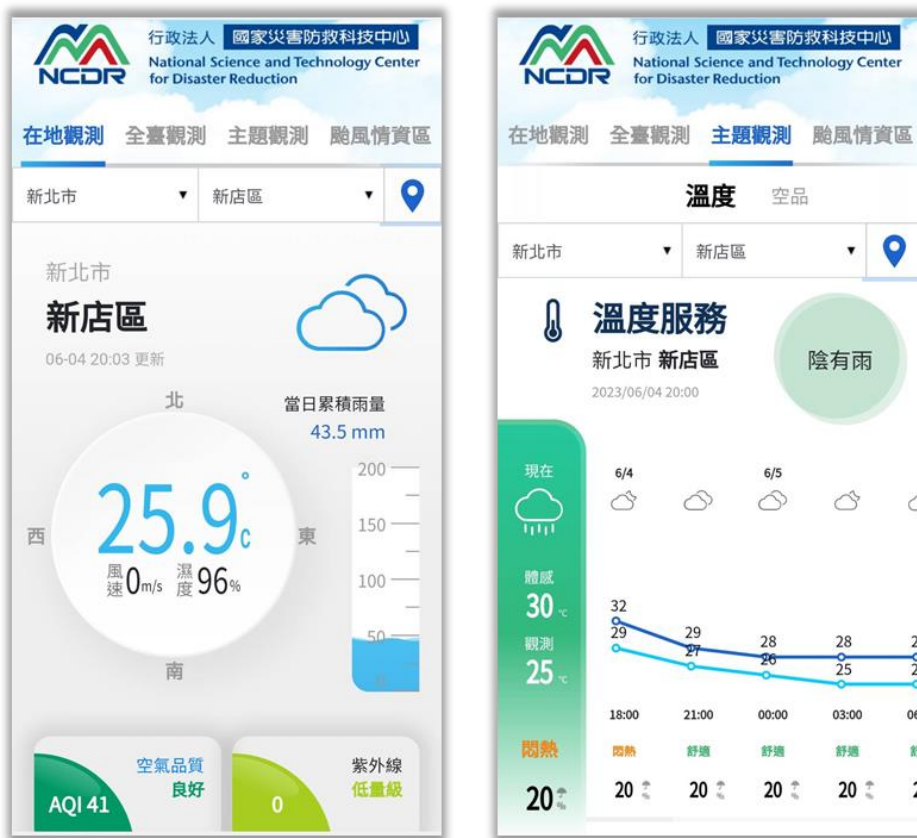 NCDR
行政法人 國家災害防救科技中心
National Science and Technology Center
for Disaster Reduction
在地觀測 全臺觀測 主題觀測 颱風情資區
新北市 新店區
新北市
新店區
06-04 20:03 更新
當日累積雨量
43.5 mm
北
西
東
南
25.9°c
風速0m/s 濕度96%
200
150
100
50
0
AQI 41
空氣品質
良好
0
紫外線
低量級
NCDR
行政法人 國家災害防救科技中心
National Science and Technology Center
for Disaster Reduction
在地觀測 全臺觀測 主題觀測 颱風情資區
溫度 空品
新北市 新店區
溫度服務
新北市 新店區
2023/06/04 20:00
陰有雨
現在
體感
30 ℃
觀測
25 ℃
悶熱
20
6/4 6/5
32 29 28 28
29 27 26 25
18:00 21:00 00:00 03:00
悶熱 舒適 舒適 舒適
20 20 20 20